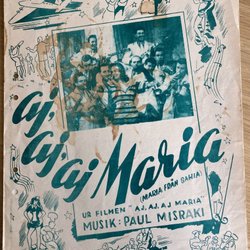 aj,
aj,
aj Maria
(MARIA FRÅN BAHIA)
UR FILMEN "AJ, AJ, AJ MARIA"
MUSIK: PAUL MISRAKI